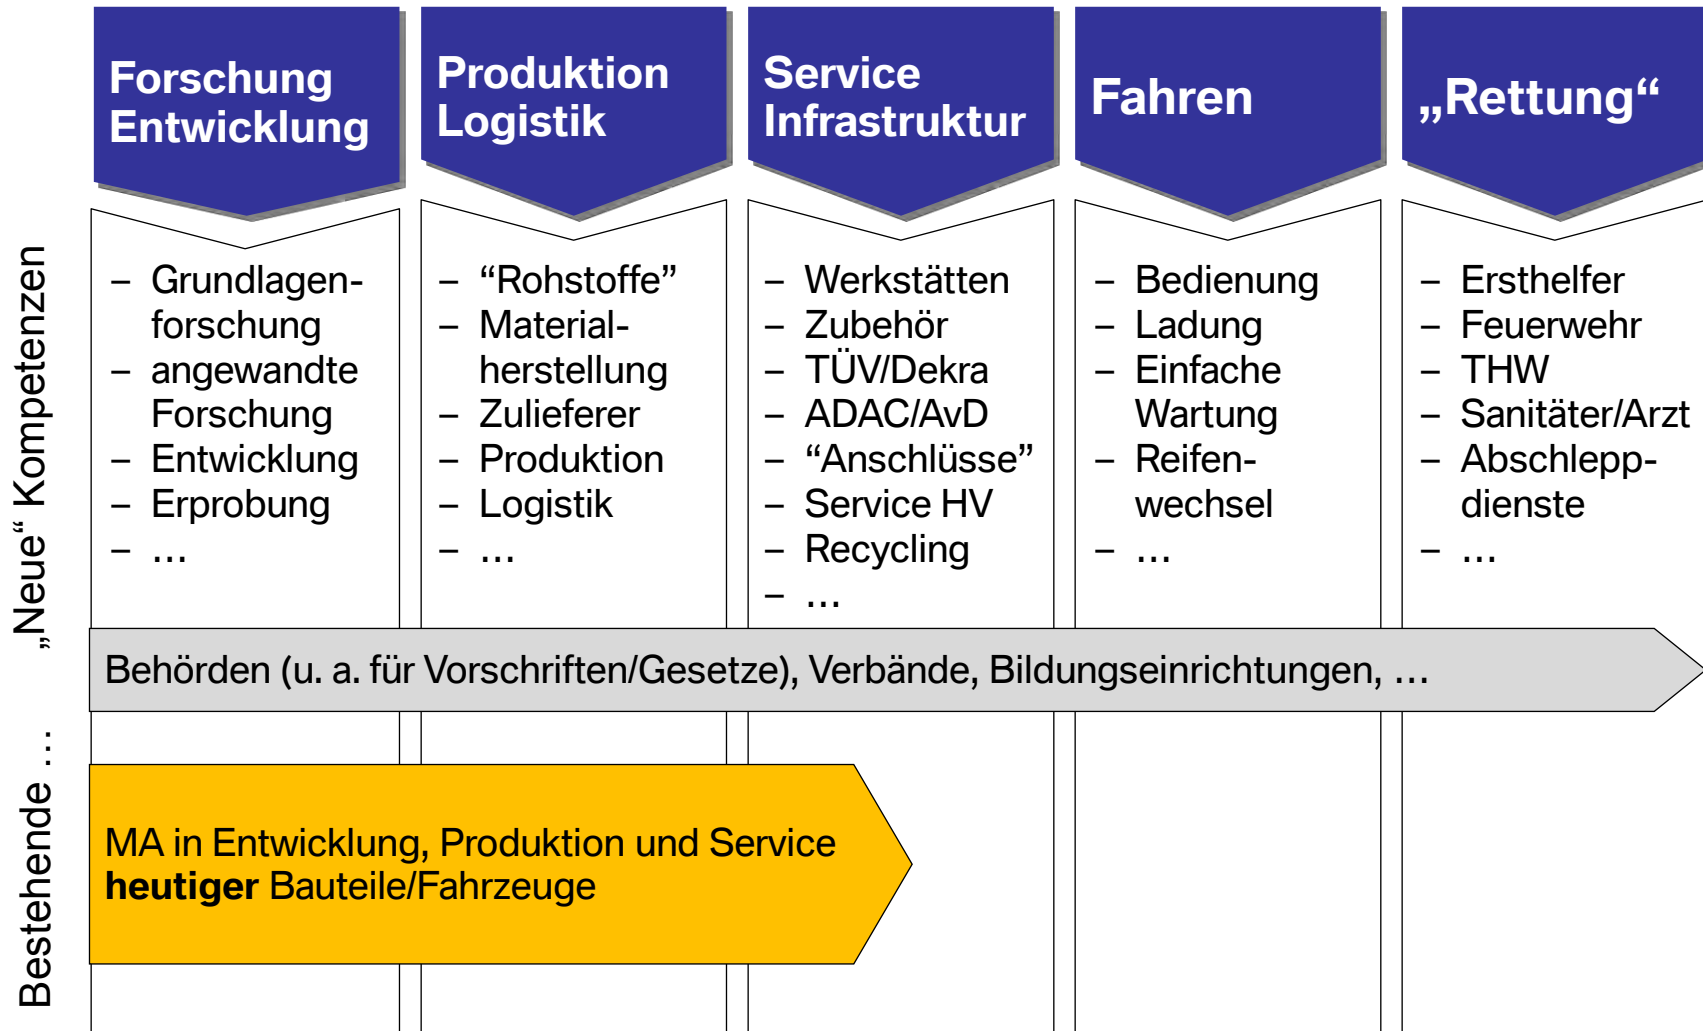 Forschung
Entwicklung
Produktion
Logistik
Service
Infrastruktur
Fahren
„Rettung“
„Neue“ Kompetenzen
– Grundlagen-
forschung
– angewandte
Forschung
– Entwicklung
– Erprobung
– …
– “Rohstoffe”
– Material-
herstellung
– Zulieferer
– Produktion
– Logistik
– …
– Werkstätten
– Zubehör
– TÜV/Dekra
– ADAC/AvD
– “Anschlüsse”
– Service HV
– Recycling
– …
– Bedienung
– Ladung
– Einfache
Wartung
– Reifen-
wechsel
– …
– Ersthelfer
– Feuerwehr
– THW
– Sanitäter/Arzt
– Abschlepp-
dienste
– …
Behörden (u. a. für Vorschriften/Gesetze), Verbände, Bildungseinrichtungen, …
Bestehende …
MA in Entwicklung, Produktion und Service
heutiger Bauteile/Fahrzeuge